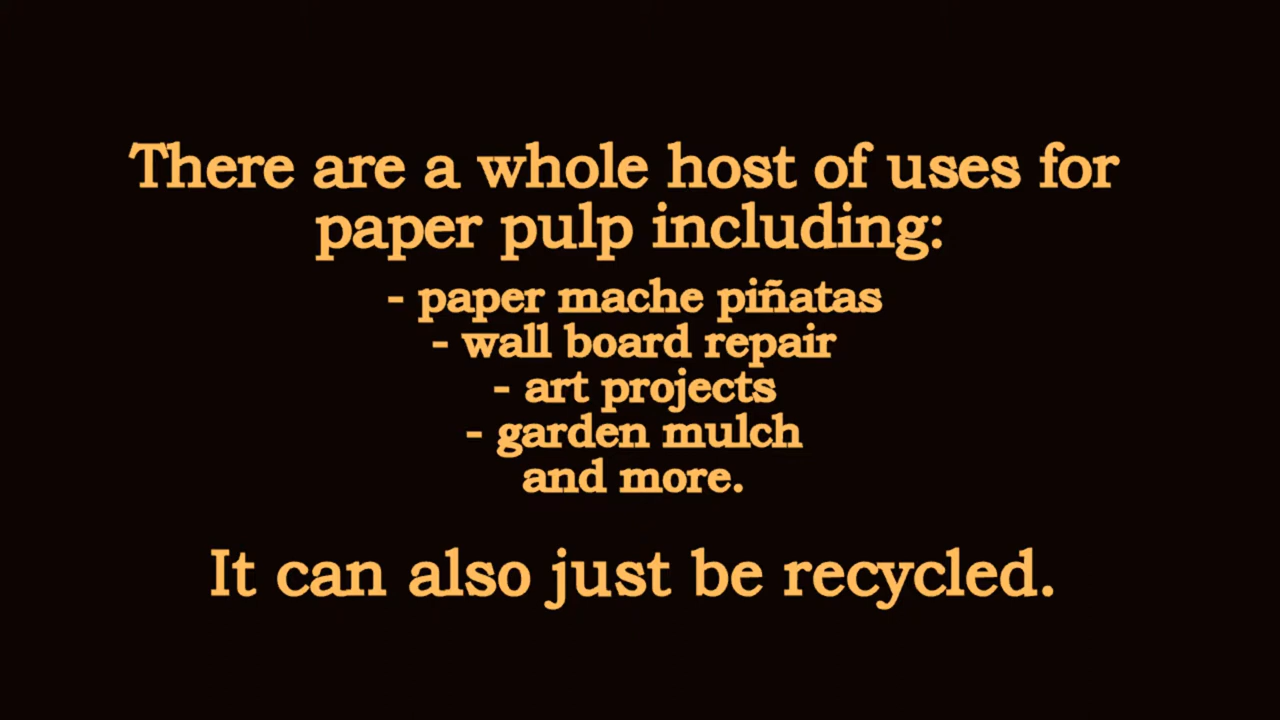 There are a whole host of uses for
paper pulp including:
- paper mache piñatas
- wall board repair
- art projects
- garden mulch
and more.
It can also just be recycled.